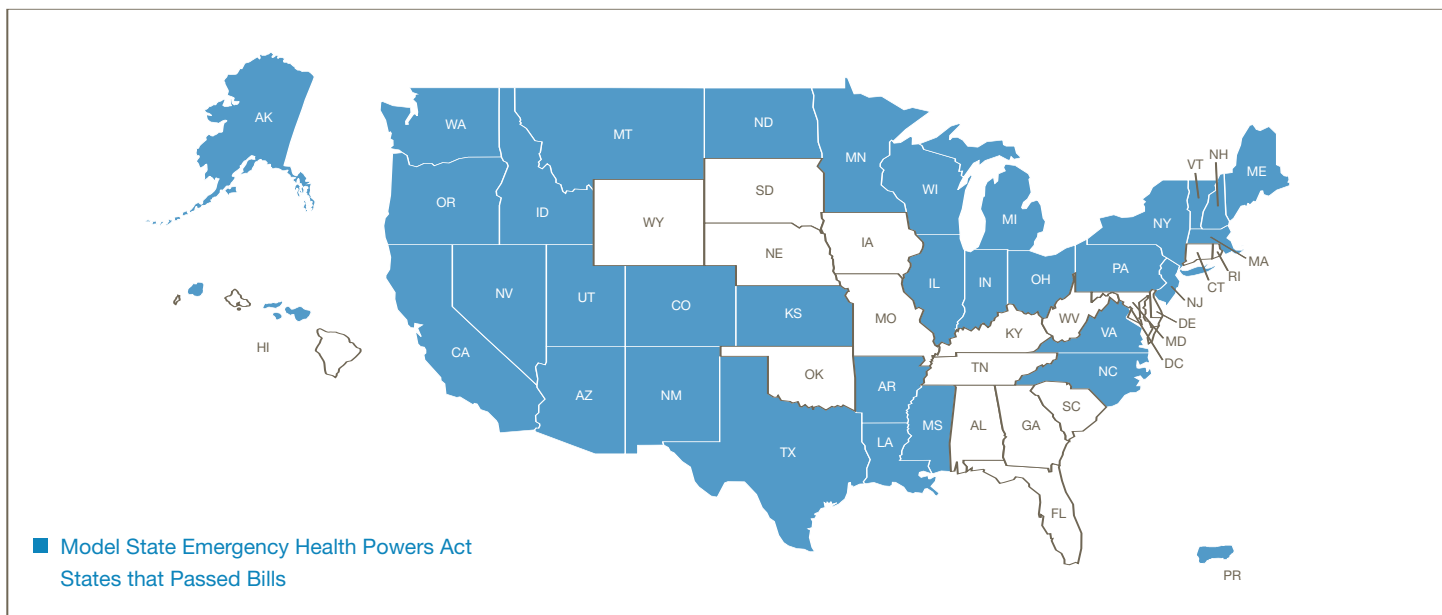 AK
WA
MT
ND
MN
VT
NH
ME
OR
ID
WY
SD
WI
MI
NY
IA
NE
MA
RI
CT
PA
IL
IN
OH
NV
UT
CO
NJ
KS
MO
WV
DE
KY
VA
MD
HI
CA
DC
TN
OK
NC
AZ
NM
AR
SC
MS
AL
GA
LA
TX
FL
Model State Emergency Health Powers Act
States that Passed Bills
PR